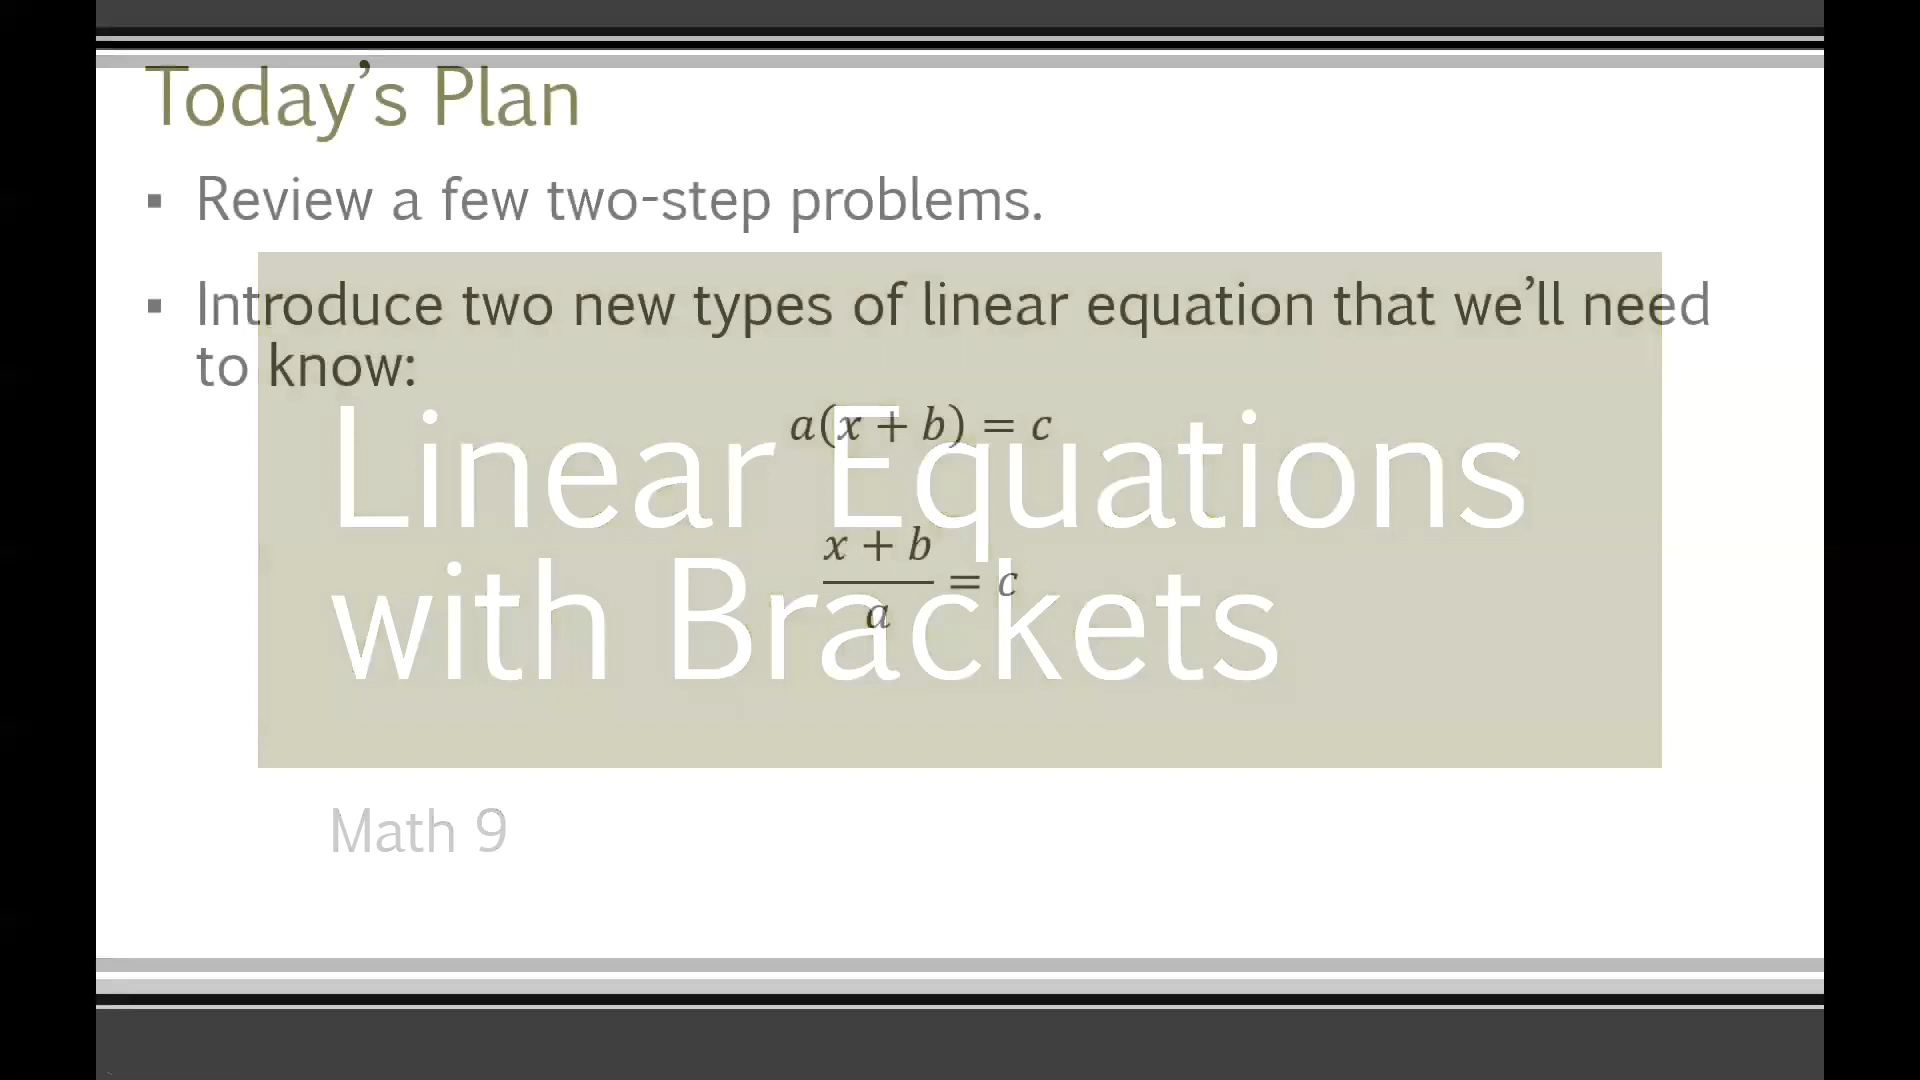 Today’s Plan
▪ Review a few two-step problems.
▪ Introduce two new types of linear equation that we’ll need
to know:
a(x + b) = c
(x + b)/a = c
Linear Equations
with Brackets
Math 9